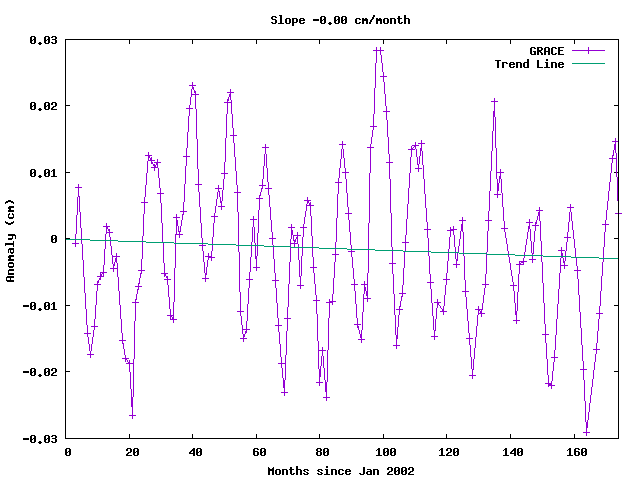 Slope -0.00 cm/month
GRACE
Trend Line
0.03
0.02
0.01
0
-0.01
-0.02
-0.03
Anomaly (cm)
0 20 40 60 80 100 120 140 160
Months since Jan 2002